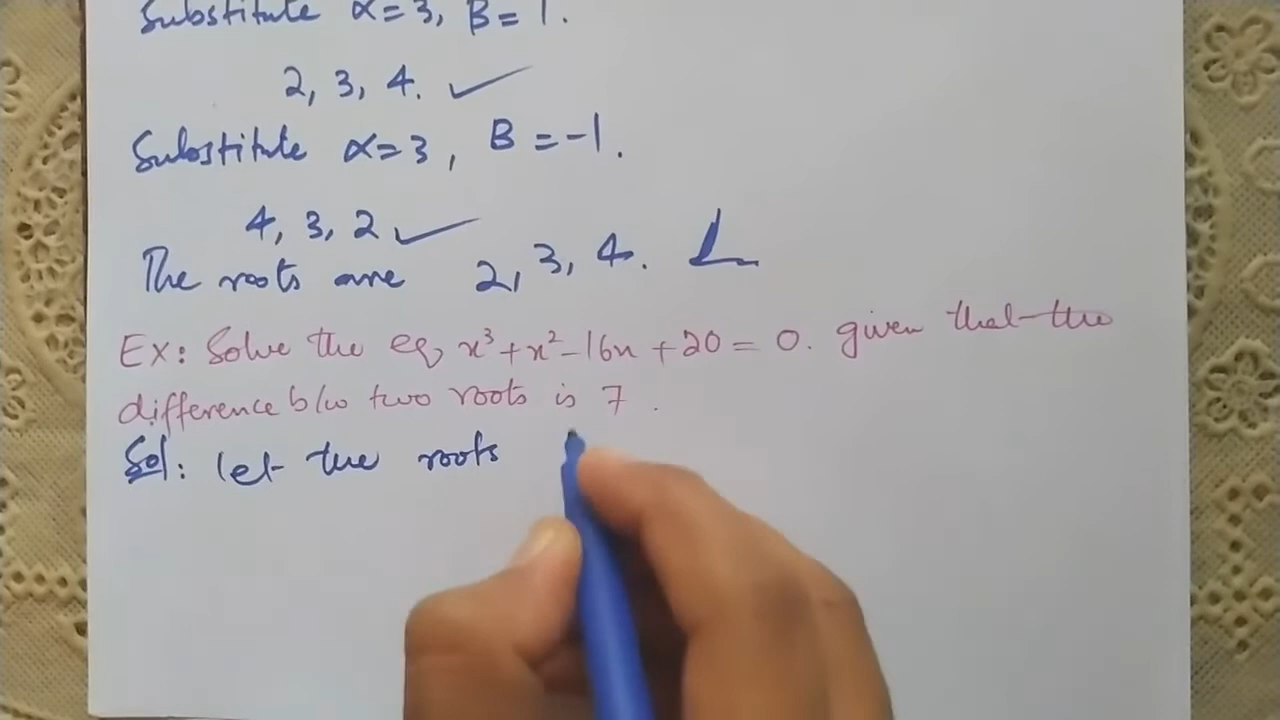 Substitute α=3, B=1.
2, 3, 4. ✓
Substitute α=3, B=-1.
4, 3, 2 ✓
The roots are 2, 3, 4.
Ex: Solve the eq x³+x²-16x+20=0. given that the
difference b/w two roots is 7.
Sol: let the roots